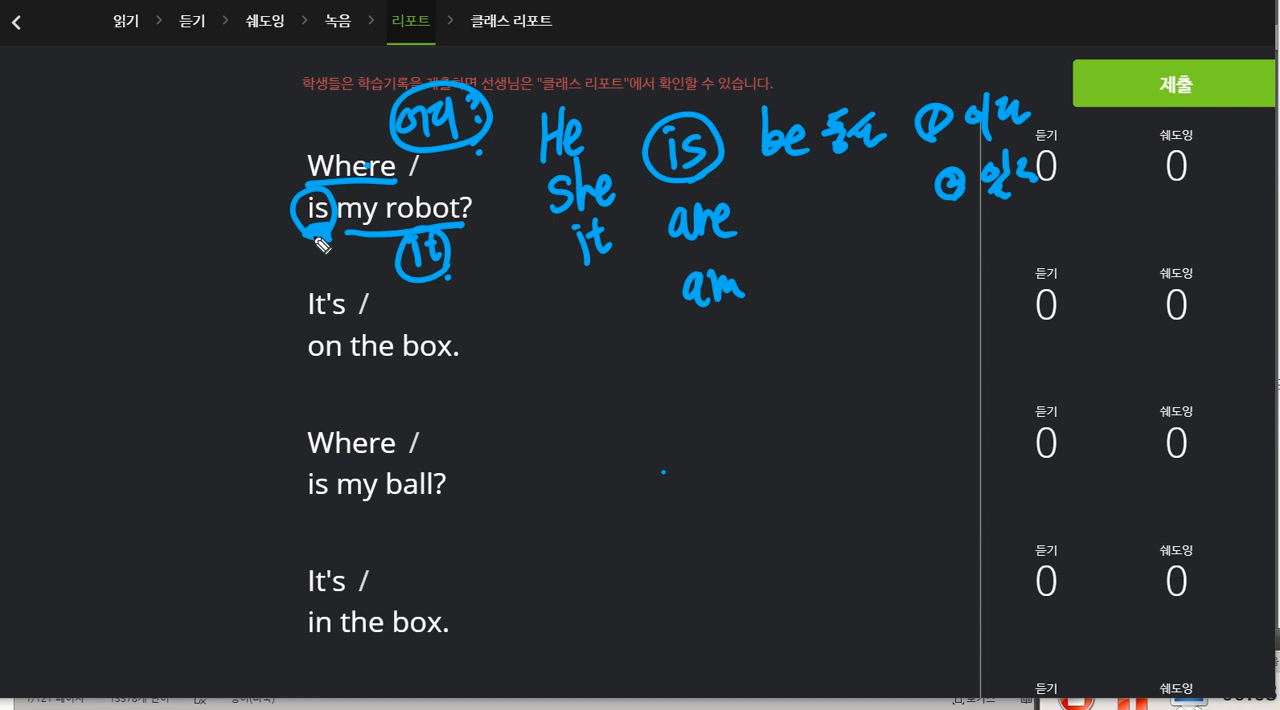 읽기 > 듣기 > 쉐도잉 > 녹음 > 리포트 > 클래스 리포트
학생들은 학습기록을 제출하면 선생님은 "클래스 리포트"에서 확인할 수 있습니다.
제출
어디?
He
she
it
is
are
am
be 동사
① 이다
② 있다
Where /
is my robot?
it
듣기 쉐도잉
0 0
It's /
on the box.
듣기 쉐도잉
0 0
Where /
is my ball?
듣기 쉐도잉
0 0
It's /
in the box.
듣기 쉐도잉
0 0
듣기 쉐도잉